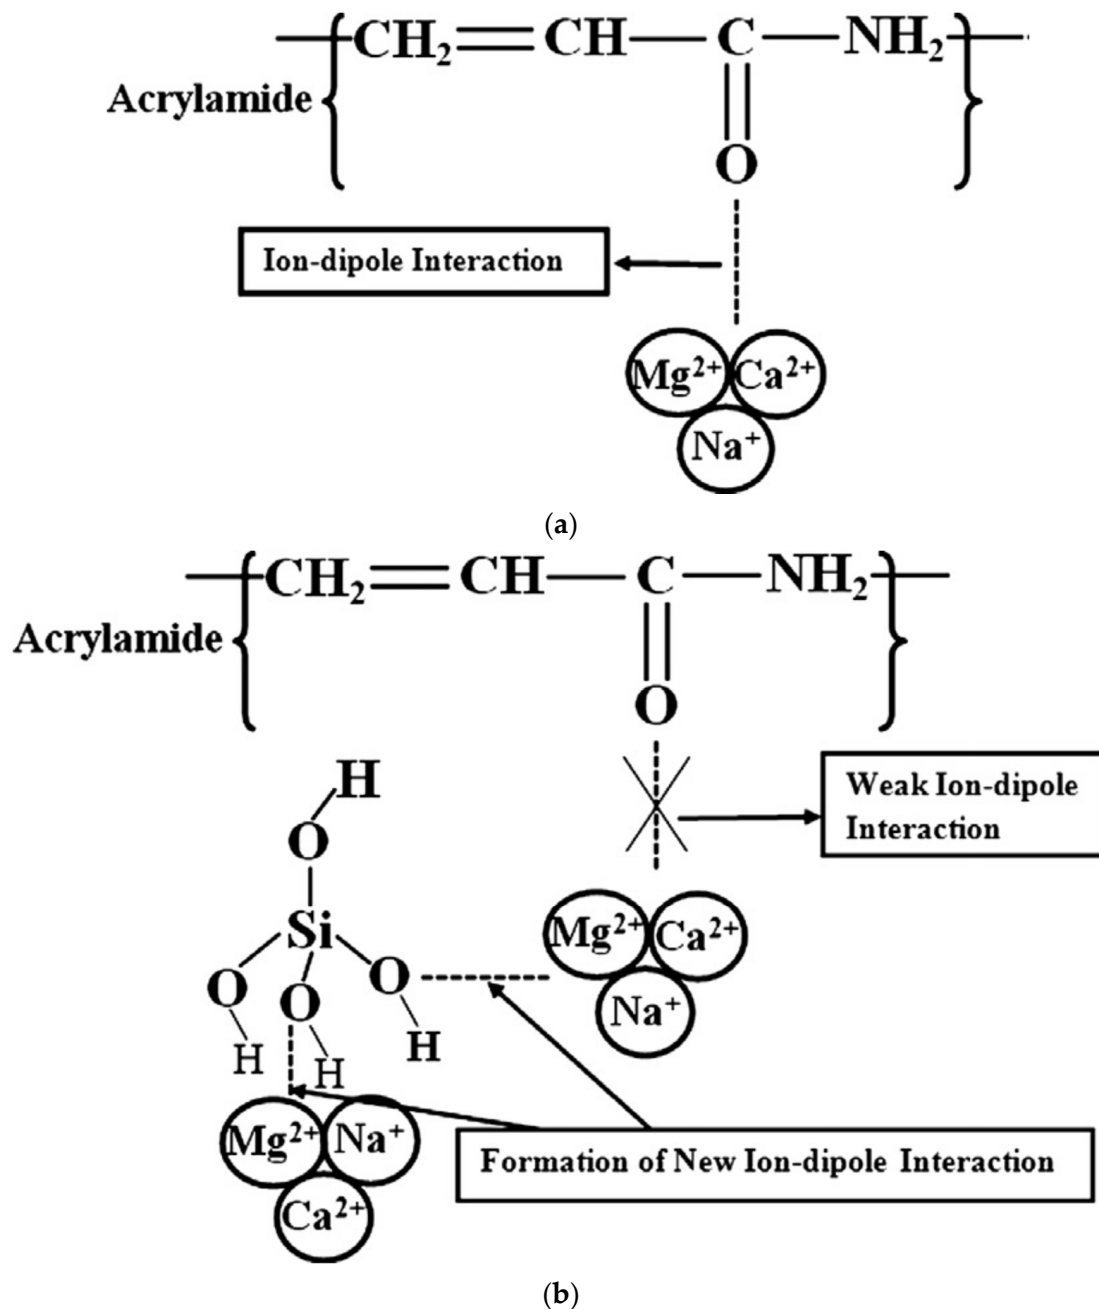 CH₂ CH C NH₂
Acrylamide
O
Ion-dipole Interaction
Mg²⁺ Ca²⁺
Na⁺
(a)
CH₂ CH C NH₂
Acrylamide
O
H
Weak Ion-dipole
Interaction
O
Si
Mg²⁺ Ca²⁺
O O O
Na⁺
H H H
Mg²⁺ Na⁺
Formation of New Ion-dipole Interaction
Ca²⁺
(b)